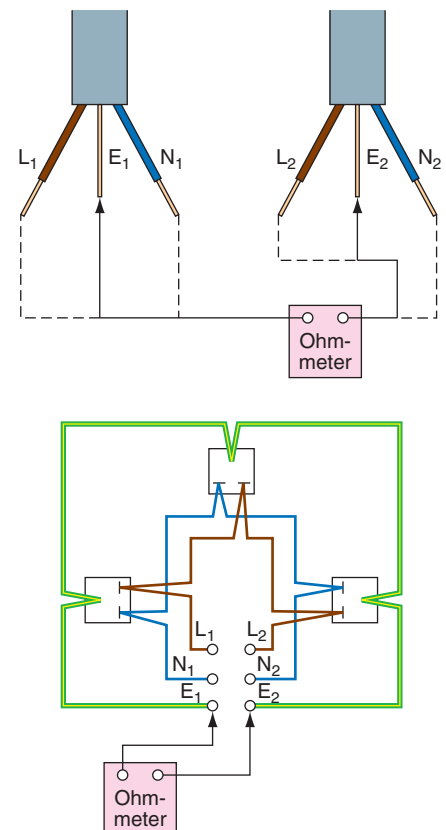 L₁ E₁ N₁ L₂ E₂ N₂
Ohm-
meter
L₁ L₂
N₁ N₂
E₁ E₂
Ohm-
meter